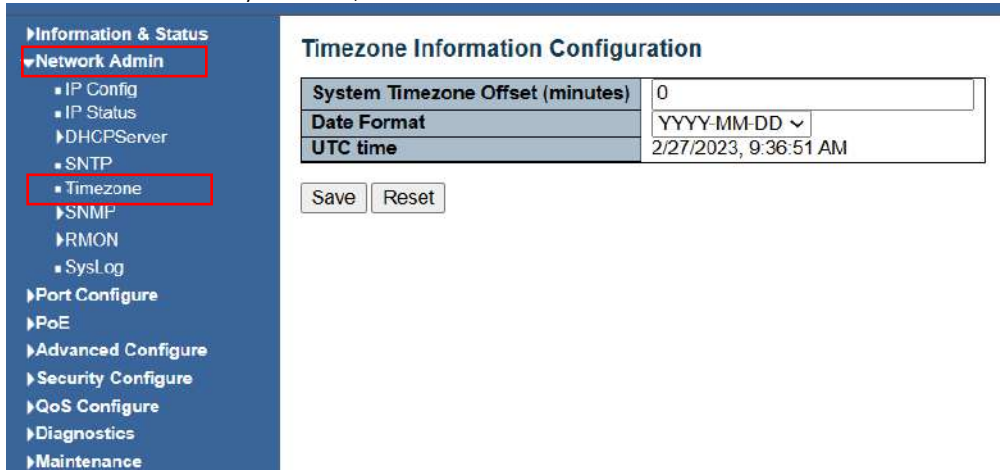 Information & Status
Network Admin
IP Config
IP Status
DHCPServer
SNTP
Timezone
SNMP
RMON
SysLog
Port Configure
PoE
Advanced Configure
Security Configure
QoS Configure
Diagnostics
Maintenance
Timezone Information Configuration
System Timezone Offset (minutes) 0
Date Format YYYY-MM-DD
UTC time 2/27/2023, 9:36:51 AM
Save Reset